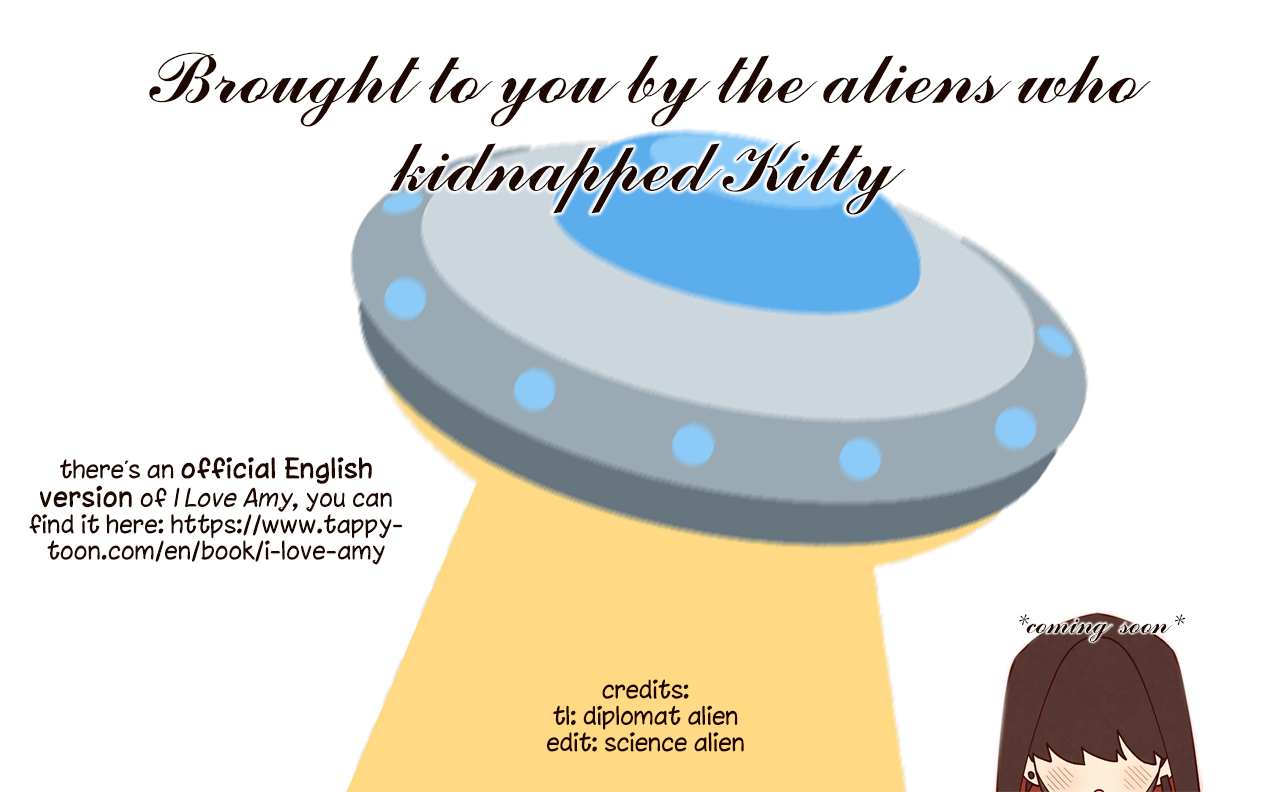 Brought to you by the aliens who
kidnapped Kitty
there's an official English
version of I Love Amy, you can
find it here: https://www.tappy-
toon.com/en/book/i-love-amy
*coming soon*
credits:
tl: diplomat alien
edit: science alien